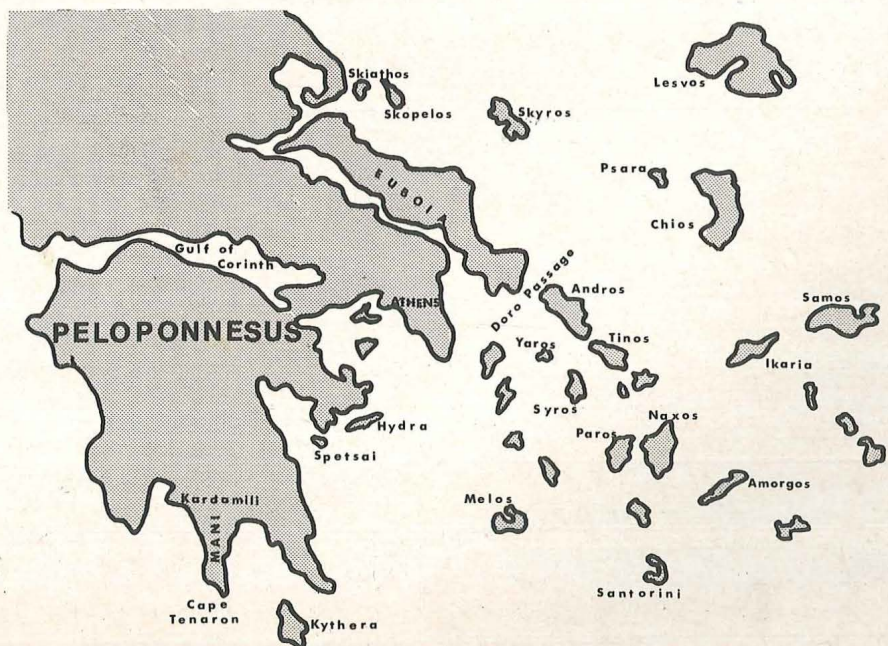 Skiathos
Skopelos
Skyros
Lesvos
EUBOIA
Psara
Chios
Gulf of
Corinth
Doro Passage
ATHENS
Andros
Samos
PELOPONNESUS
Yaros
Tinos
Ikaria
Syros
Naxos
Hydra
Paros
Spetsai
Kardamili
MANI
Melos
Amorgos
Santorini
Cape
Tenaron
Kythera